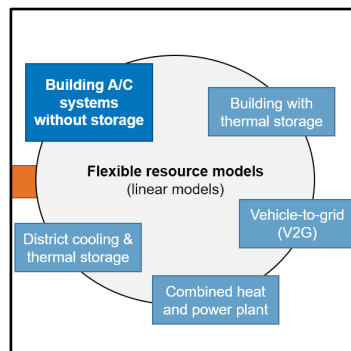 Building A/C
systems
without storage
Building with
thermal storage
Flexible resource models
(linear models)
Vehicle-to-grid
(V2G)
District cooling &
thermal storage
Combined heat
and power plant